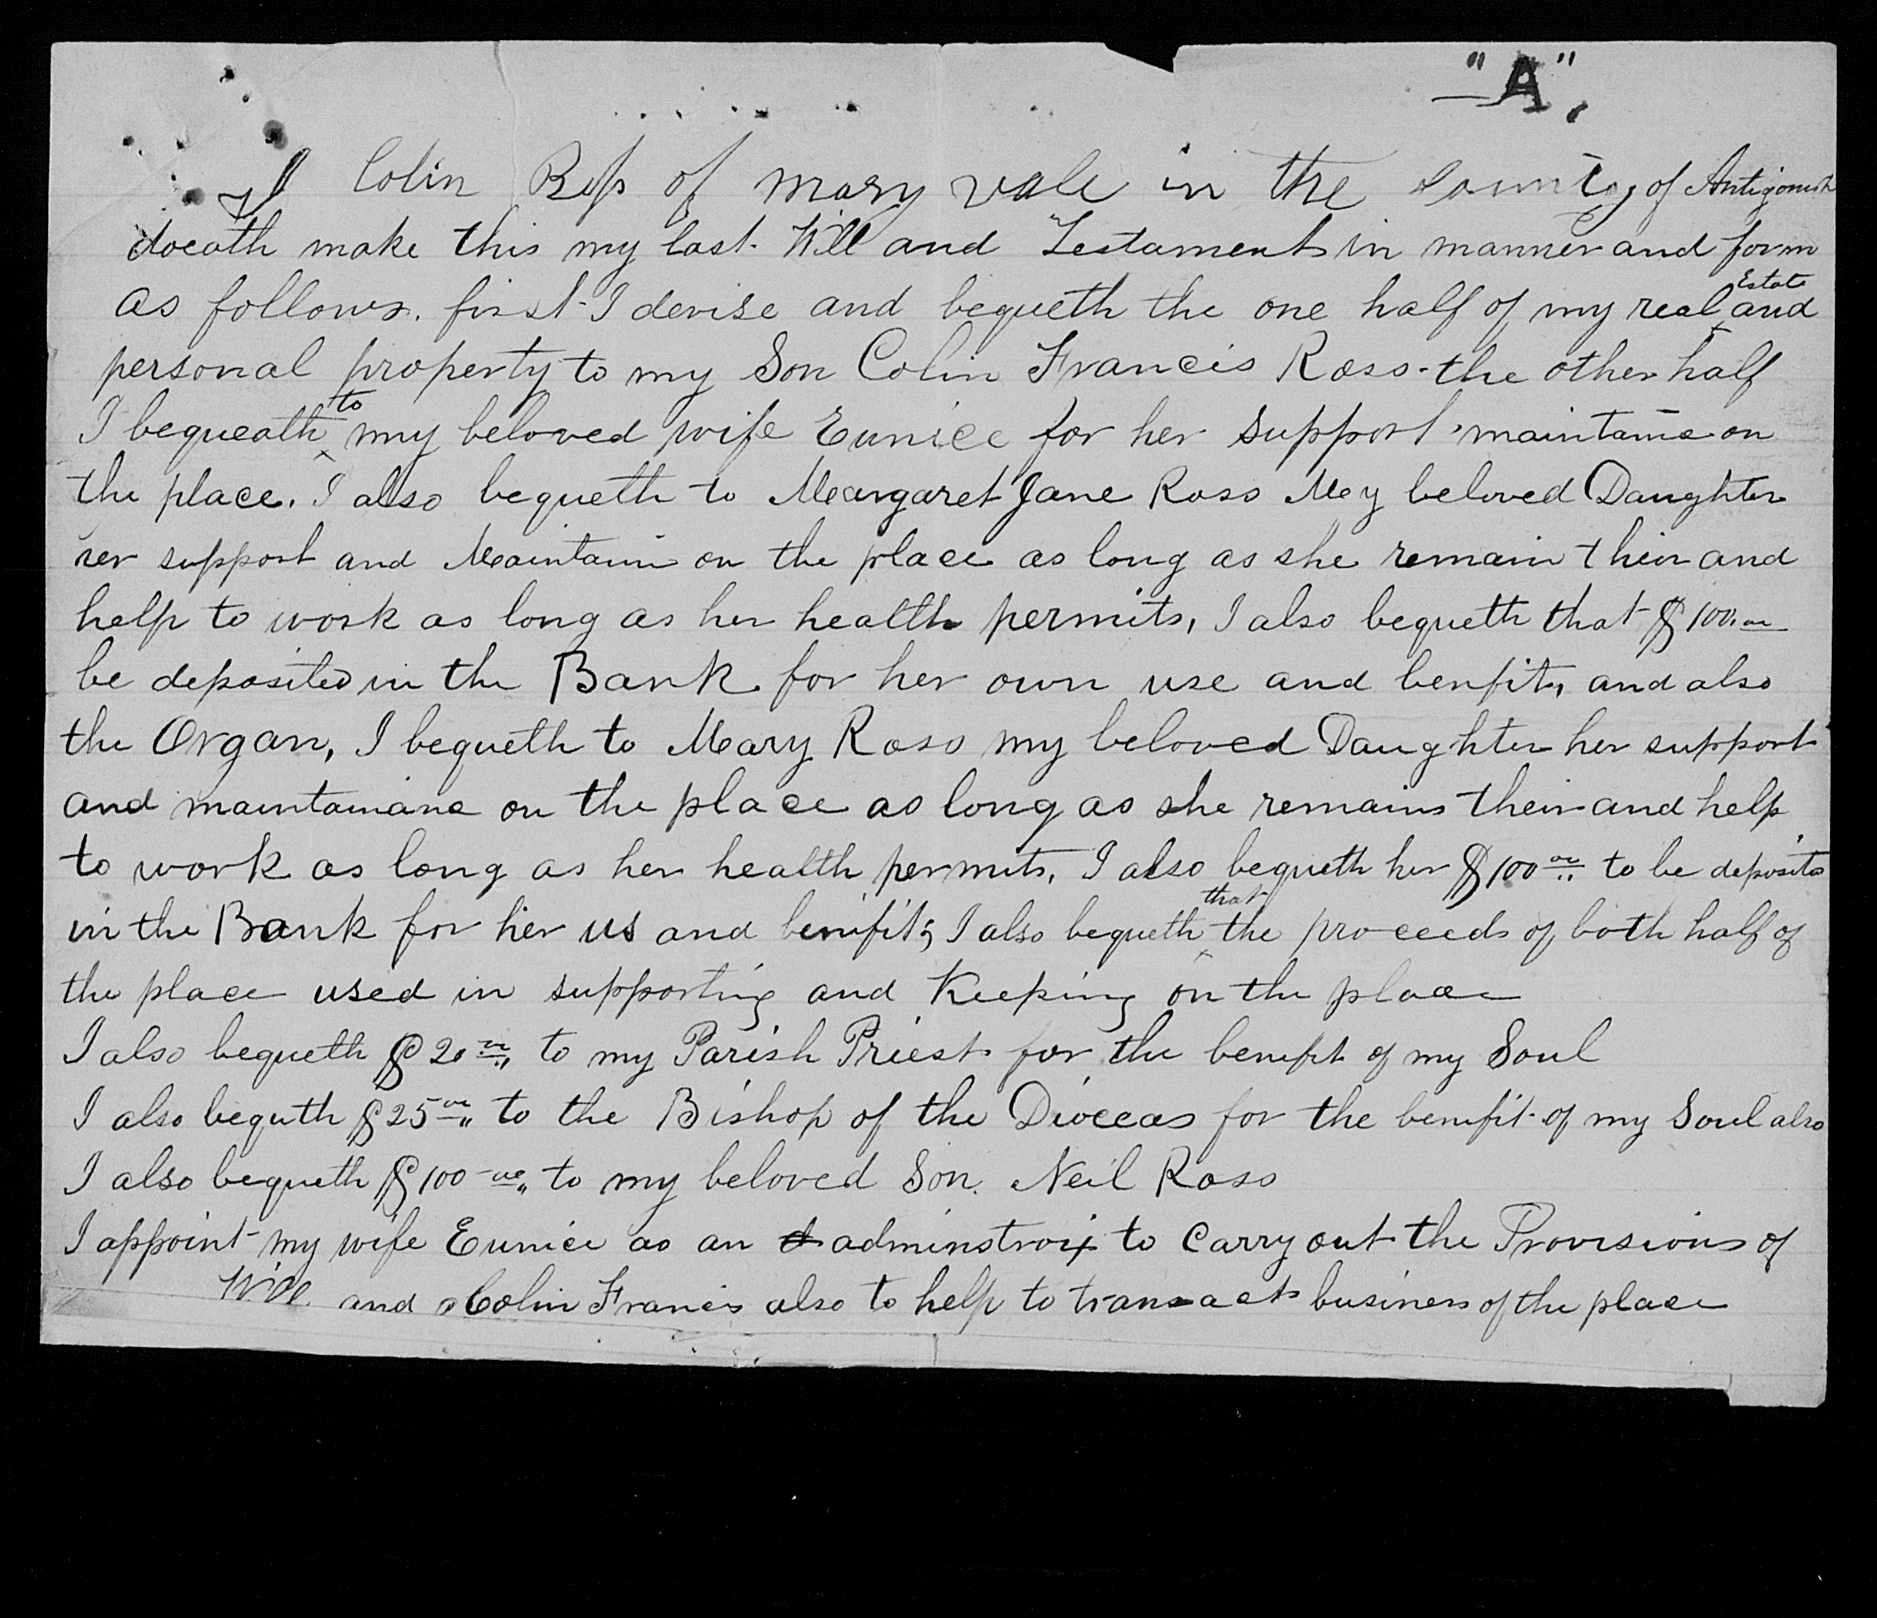 "A",
I Colin Ross of mary vale in the county of Antigonish
doeath make this my last Will and Testament in manner and form
as follows. first I devise and bequeth the one half of my real Estate and
personal property to my Son Colin Francis Ross. the other half
I bequeath to my beloved wife Eunice for her support maintane on
the place. I also bequeth to Margaret Jane Ross My beloved Daughter
her support and Maintain on the place as long as she remain their and
help to work as long as her health permits, I also bequeth that $100.00
be deposited in the Bank for her own use and benfit, and also
the Organ, I bequeth to Mary Ross my beloved Daughter her support
and maintainane on the place as long as she remains their and help
to work as long as her health permits, I also bequeth her $100.00 to be deposited
in the Bank for her us and benifit, I also bequeth that the proceeds of both half of
the place used in supporting and Keeping on the place
I also bequeth $20.00 to my Parish Priest for the benifit of my Soul
I also bequth $25.00 to the Bishop of the Dioceas for the benifit of my Soul also
I also bequeth $100.00 to my beloved Son. Neil Ross
I appoint my wife Eunice as an adminstroix to carry out the Provisions of
Will and Colin Francis also to help to transact business of the place